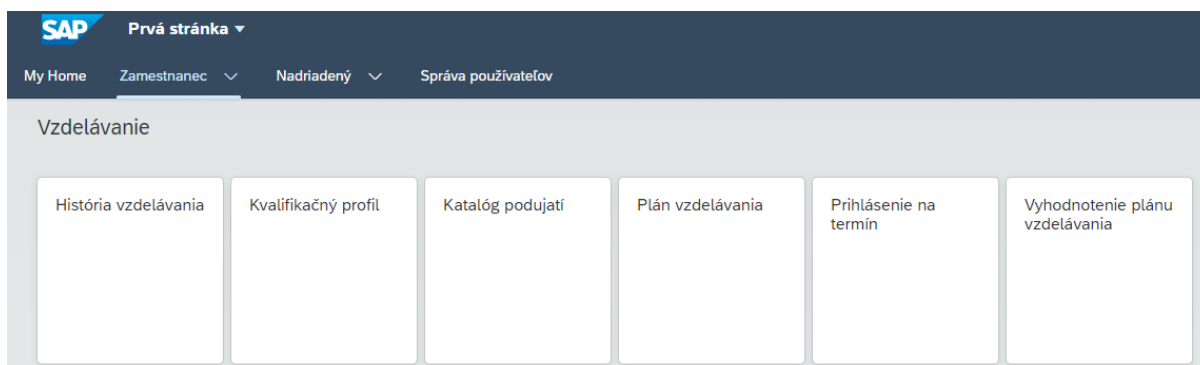 SAP Prvá stránka
My Home Zamestnanec Nadriadený Správa používateľov
Vzdelávanie
História vzdelávania
Kvalifikačný profil
Katalóg podujatí
Plán vzdelávania
Prihlásenie na
termín
Vyhodnotenie plánu
vzdelávania